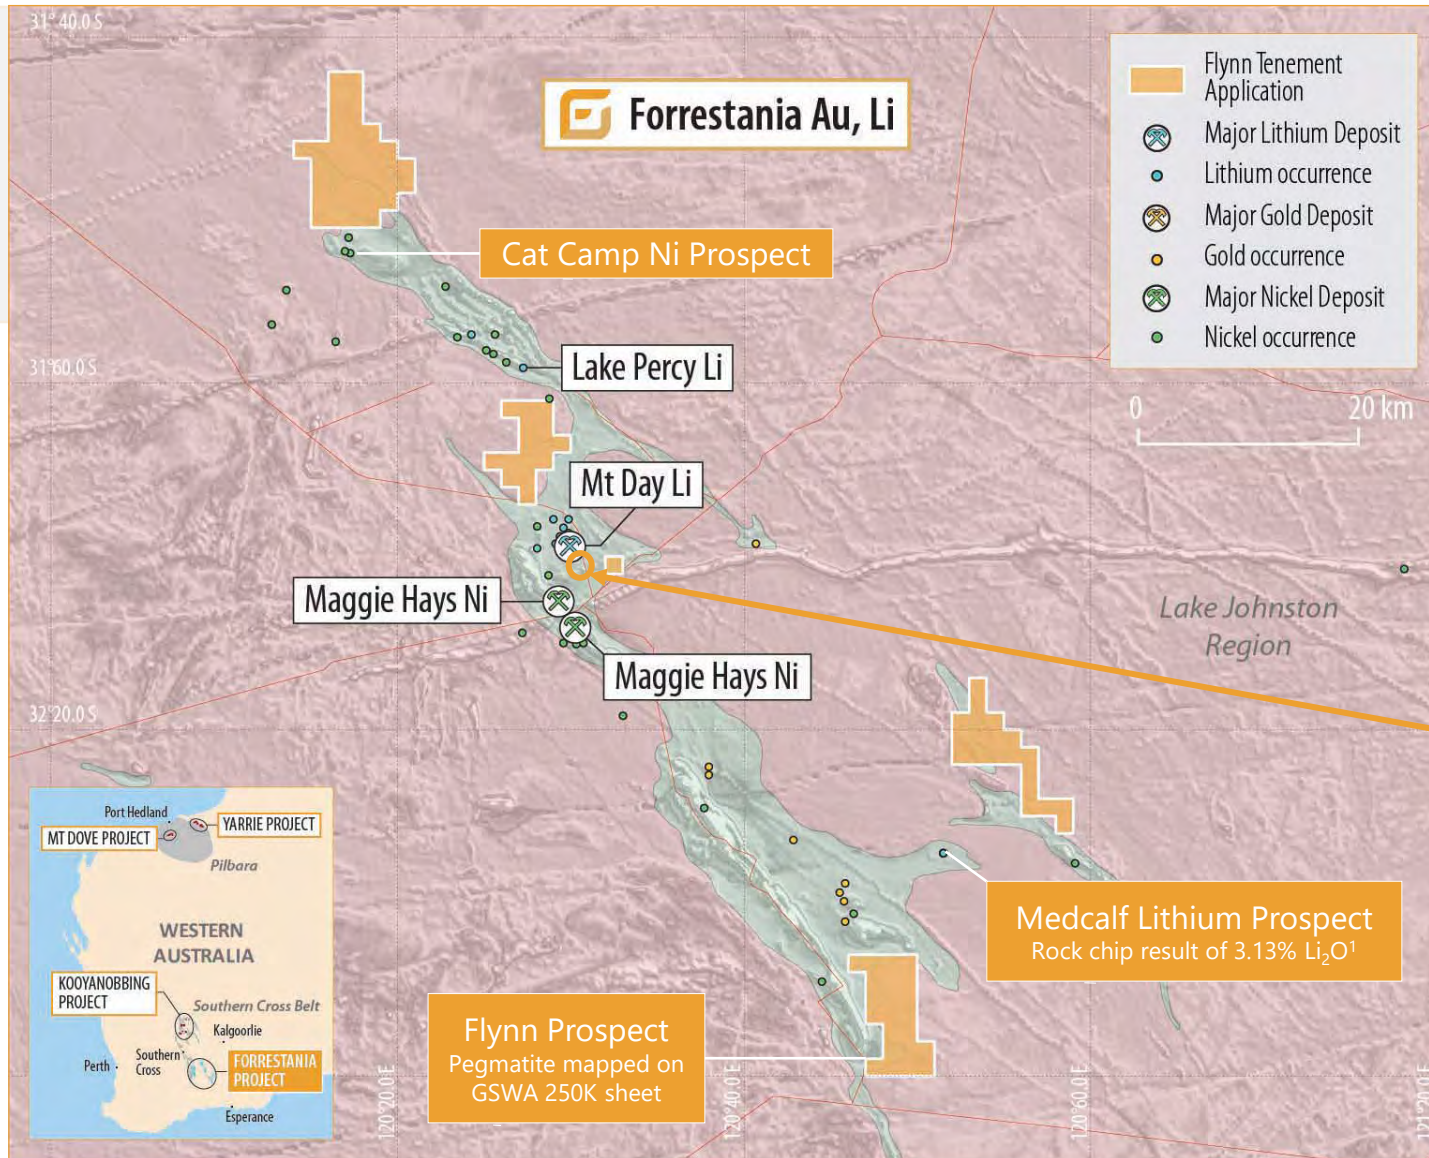 31°40.0 S
Forrestania Au, Li
Flynn Tenement
Application
Major Lithium Deposit
Lithium occurrence
Major Gold Deposit
Gold occurrence
Major Nickel Deposit
Nickel occurrence
Cat Camp Ni Prospect
Lake Percy Li
31°60.0 S
0 20 km
Mt Day Li
Maggie Hays Ni
Lake Johnston
Region
Maggie Hays Ni
32°20.0 S
Port Hedland
YARRIE PROJECT
MT DOVE PROJECT
Pilbara
WESTERN
AUSTRALIA
KOOYANOBBING
PROJECT
Southern Cross Belt
Kalgoorlie
Southern
Cross
Perth
FORRESTANIA
PROJECT
Esperance
Medcalf Lithium Prospect
Rock chip result of 3.13% Li₂O¹
Flynn Prospect
Pegmatite mapped on
GSWA 250K sheet
120°20.0 E
120°40.0 E
120°60.0 E
121°20.0 E